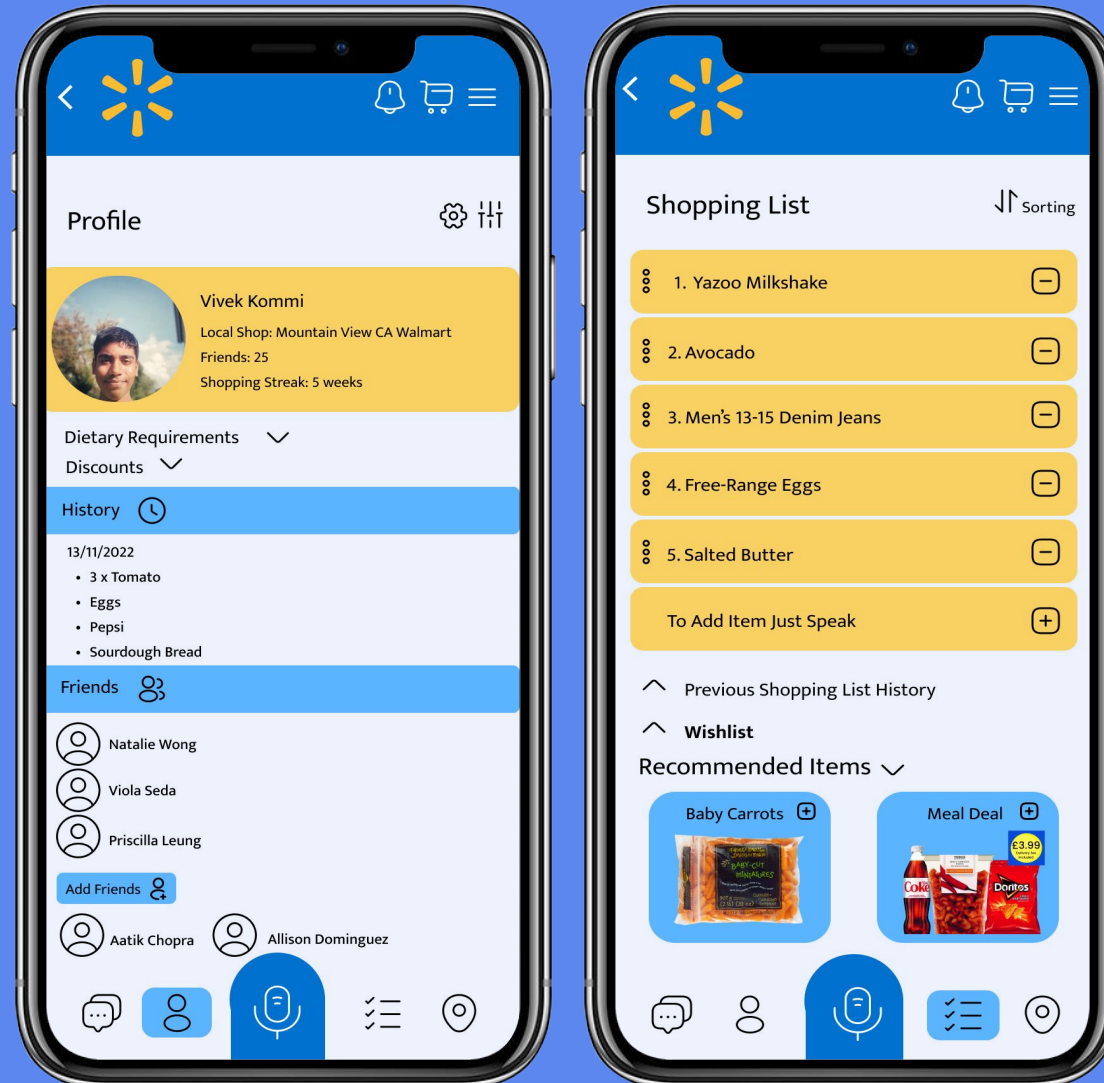 Profile
Vivek Kommi
Local Shop: Mountain View CA Walmart
Friends: 25
Shopping Streak: 5 weeks
Dietary Requirements
Discounts
History
13/11/2022
• 3 x Tomato
• Eggs
• Pepsi
• Sourdough Bread
Friends
Natalie Wong
Viola Seda
Priscilla Leung
Add Friends
Aatik Chopra
Allison Dominguez
Shopping List
Sorting
1. Yazoo Milkshake
2. Avocado
3. Men's 13-15 Denim Jeans
4. Free-Range Eggs
5. Salted Butter
To Add Item Just Speak
Previous Shopping List History
Wishlist
Recommended Items
Baby Carrots
BABY-CUT
Meal Deal
£3.99
Coke
Doritos